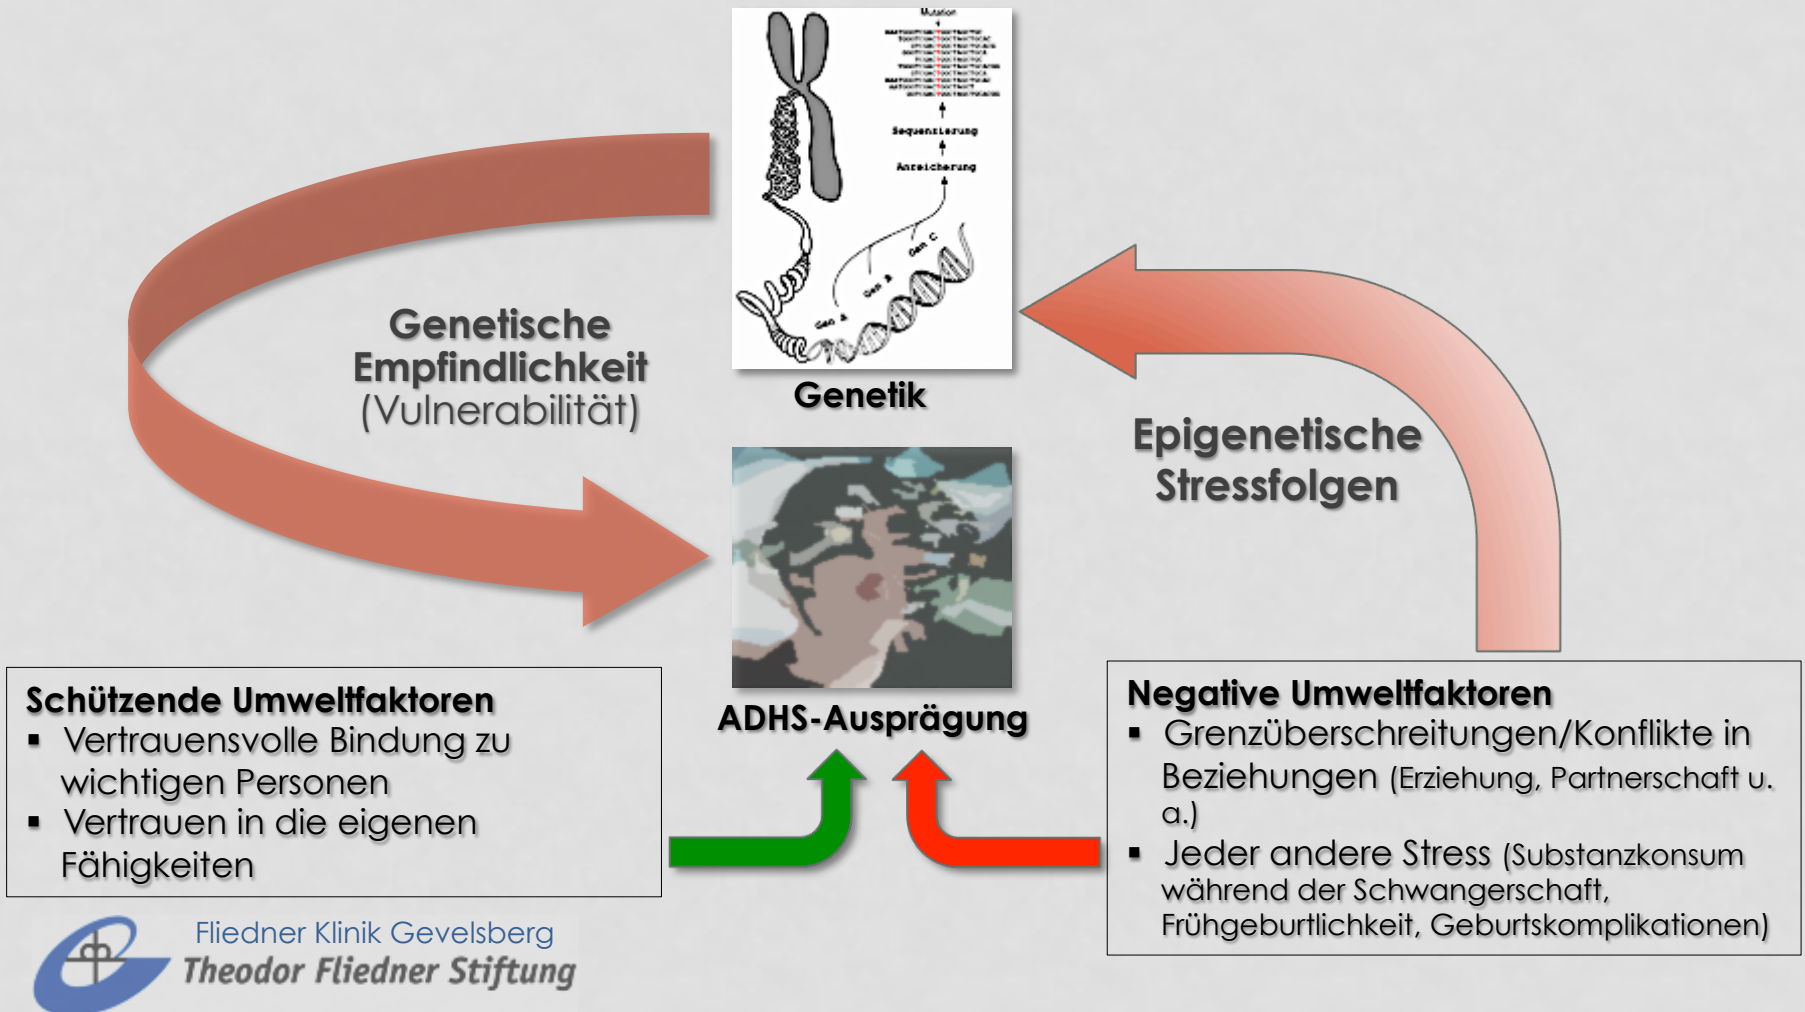 Mutation
Sequenzierung
Anreicherung
Gen A
Gen B
Gen C
Genetik
Genetische
Empfindlichkeit
(Vulnerabilität)
Epigenetische
Stressfolgen
ADHS-Ausprägung
Schützende Umweltfaktoren
▪ Vertrauensvolle Bindung zu
wichtigen Personen
▪ Vertrauen in die eigenen
Fähigkeiten
Negative Umweltfaktoren
▪ Grenzüberschreitungen/Konflikte in
Beziehungen (Erziehung, Partnerschaft u.
a.)
▪ Jeder andere Stress (Substanzkonsum
während der Schwangerschaft,
Frühgeburtlichkeit, Geburtskomplikationen)
Fliedner Klinik Gevelsberg
Theodor Fliedner Stiftung